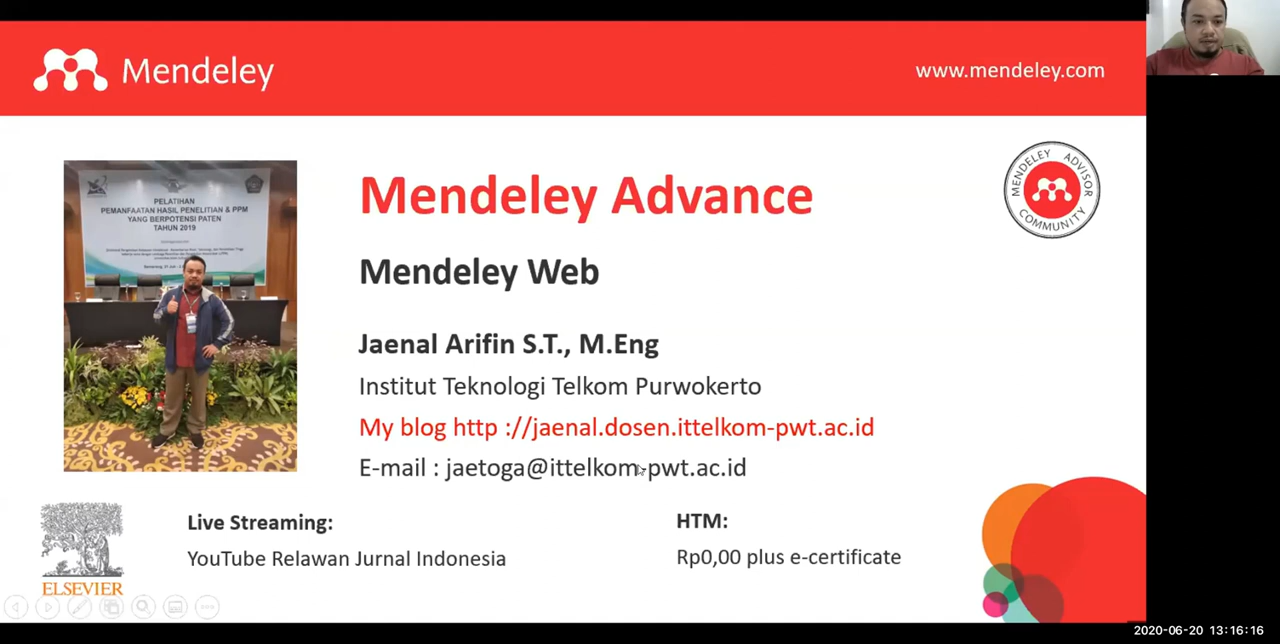 Mendeley
www.mendeley.com
PELATIHAN
PEMANFAATAN HASIL PENELITIAN & PPM
YANG BERPOTENSI PATEN
TAHUN 2019
Mendeley Advance
MENDELEY ADVISOR
COMMUNITY
Mendeley Web
Jaenal Arifin S.T., M.Eng
Institut Teknologi Telkom Purwokerto
My blog http ://jaenal.dosen.ittelkom-pwt.ac.id
E-mail : jaetoga@ittelkom-pwt.ac.id
Live Streaming:
YouTube Relawan Jurnal Indonesia
HTM:
Rp0,00 plus e-certificate
ELSEVIER
2020-06-20 13:16:16